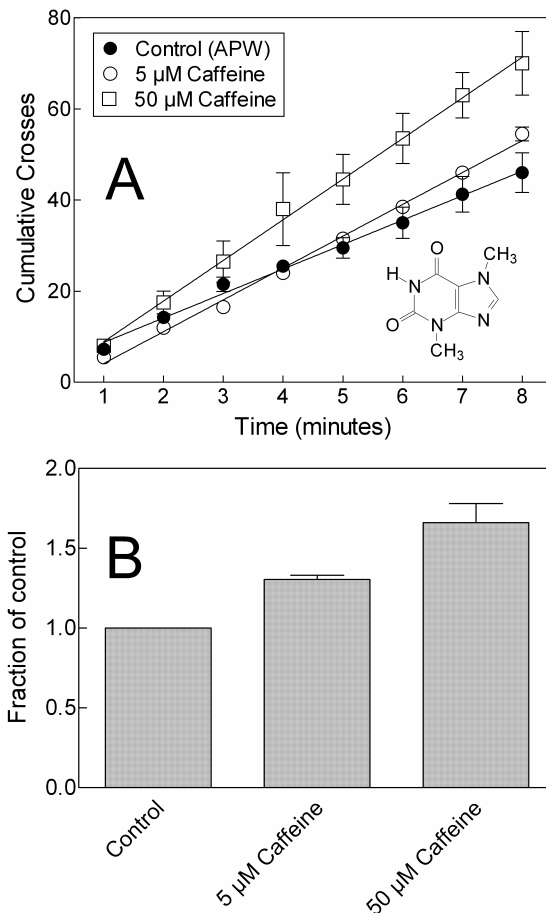 80
60
40
20
0
Cumulative Crosses
Control (APW)
5 µM Caffeine
50 µM Caffeine
A
O
CH₃
H
N
N
O
N
N
CH₃
1 2 3 4 5 6 7 8
Time (minutes)
2.0
1.5
1.0
0.5
0.0
Fraction of control
B
Control
5 µM Caffeine
50 µM Caffeine